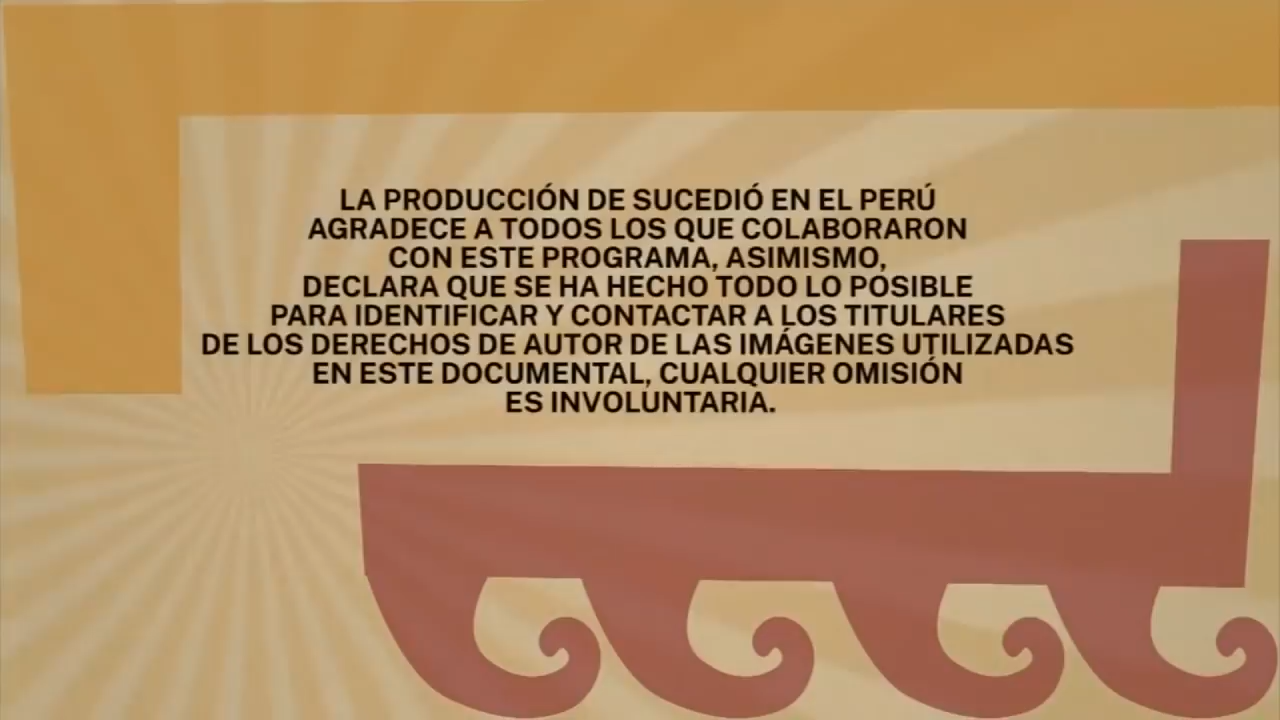 LA PRODUCCIÓN DE SUCEDIÓ EN EL PERÚ
AGRADECE A TODOS LOS QUE COLABORARON
CON ESTE PROGRAMA, ASIMISMO,
DECLARA QUE SE HA HECHO TODO LO POSIBLE
PARA IDENTIFICAR Y CONTACTAR A LOS TITULARES
DE LOS DERECHOS DE AUTOR DE LAS IMÁGENES UTILIZADAS
EN ESTE DOCUMENTAL, CUALQUIER OMISIÓN
ES INVOLUNTARIA.